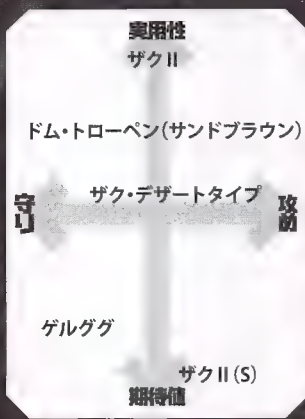 実用性
ザクII
ドム・トローペン(サンドブラウン)
ザク・デザートタイプ
守り
攻め
ゲルググ
ザクII(S)
期待値